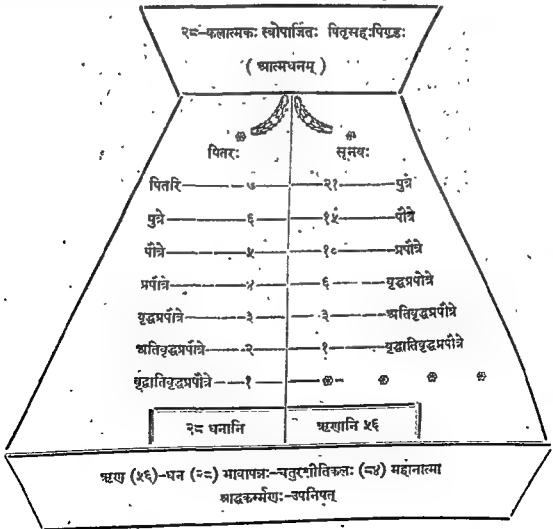 २८-कलात्मकः स्वोपार्जितः पितृसहःपिण्डः
( आत्मधनम् )
पितरः सूनयः
पितरि ७ २१ पुत्रे
पुत्रे ६ १५ पौत्रे
पौत्रे ५ १० प्रपौत्रे
प्रपौत्रे ४ ६ वृद्धप्रपौत्रे
वृद्धप्रपौत्रे ३ ३ अतिवृद्धप्रपौत्रे
अतिवृद्धप्रपौत्रे २ १ वृद्धातिवृद्धप्रपौत्रे
वृद्धातिवृद्धप्रपौत्रे १
२८ धनानि ऋणानि ५६
ऋण (५६)-धन (२८) भावापन्नः-चतुरशीतिकलः (८४) महानात्मा
श्राद्धकर्म्मणः-उपनिषत्